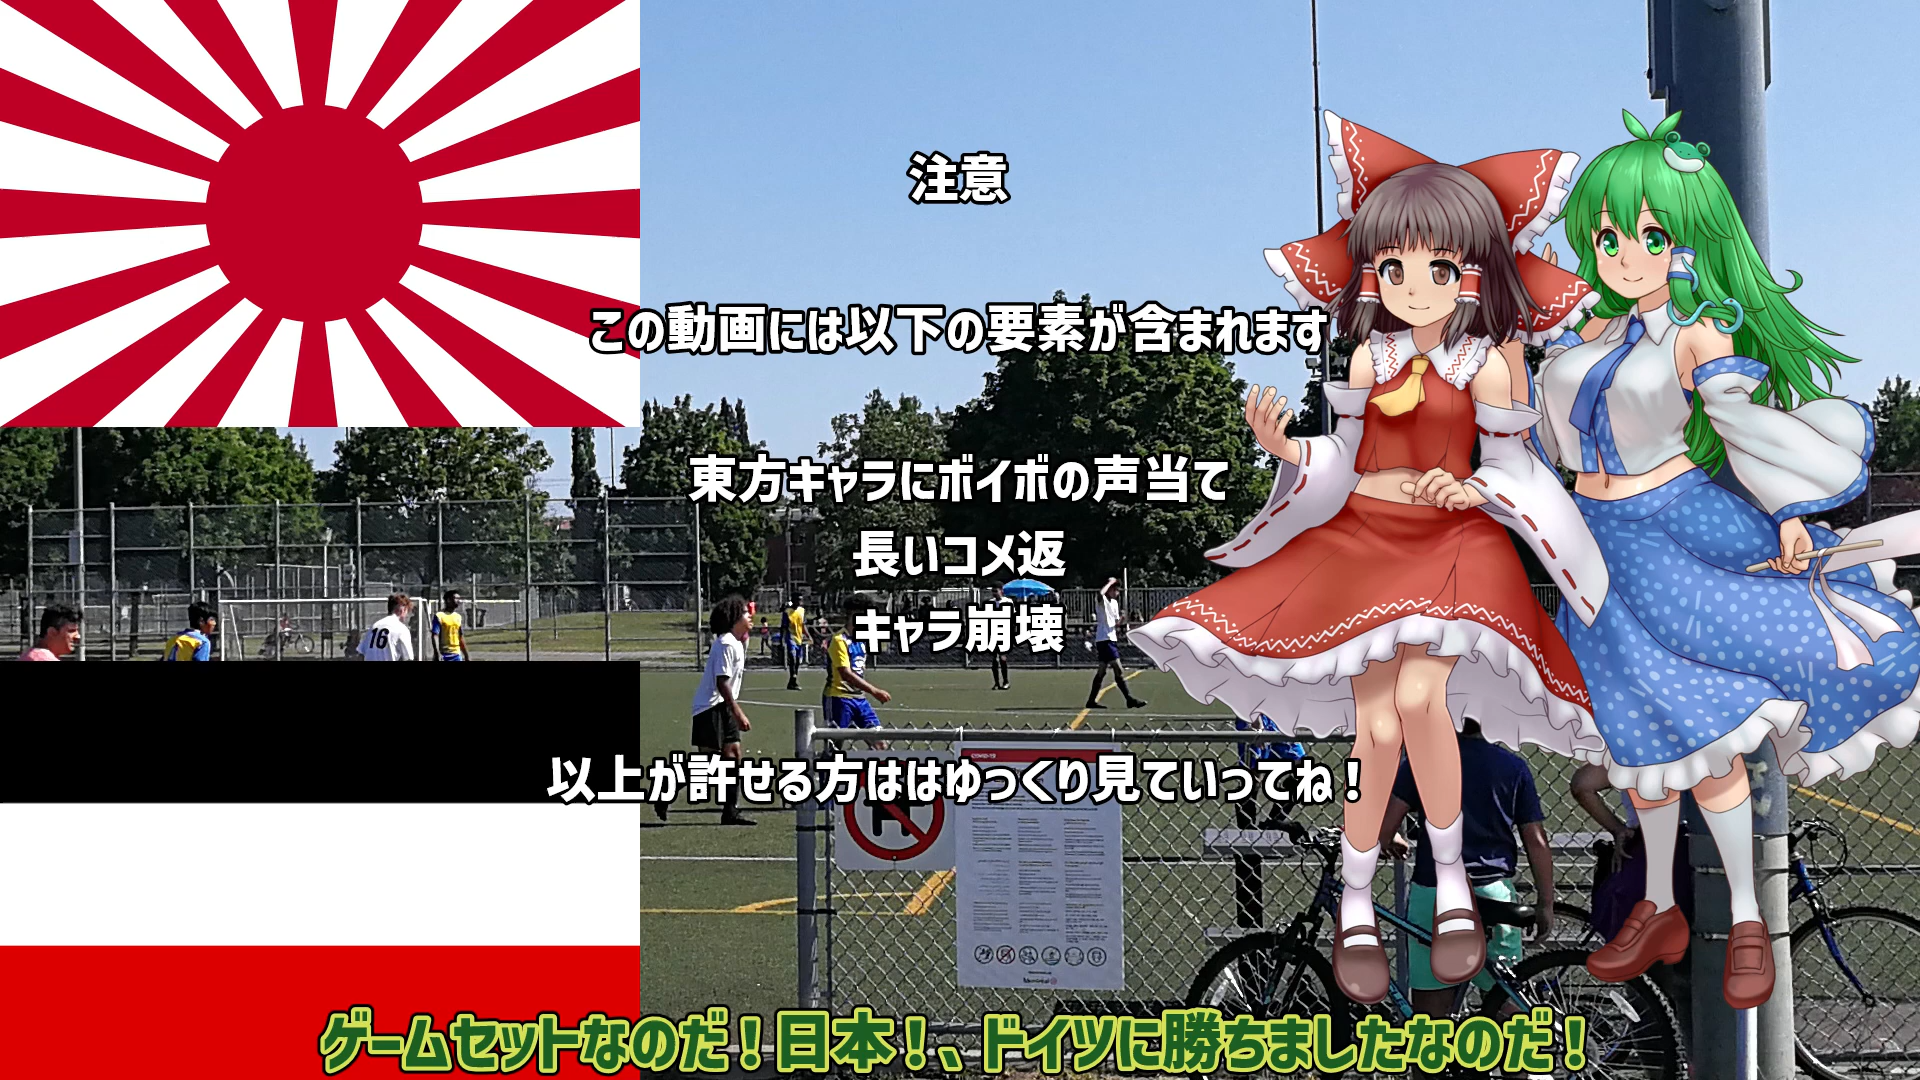 注意
この動画には以下の要素が含まれます
東方キャラにボイボの声当て
長いコメ返
キャラ崩壊
以上が許せる方ははゆっくり見ていってね!
16
COVID-19
ゲームセットなのだ!日本!、ドイツに勝ちましたなのだ!